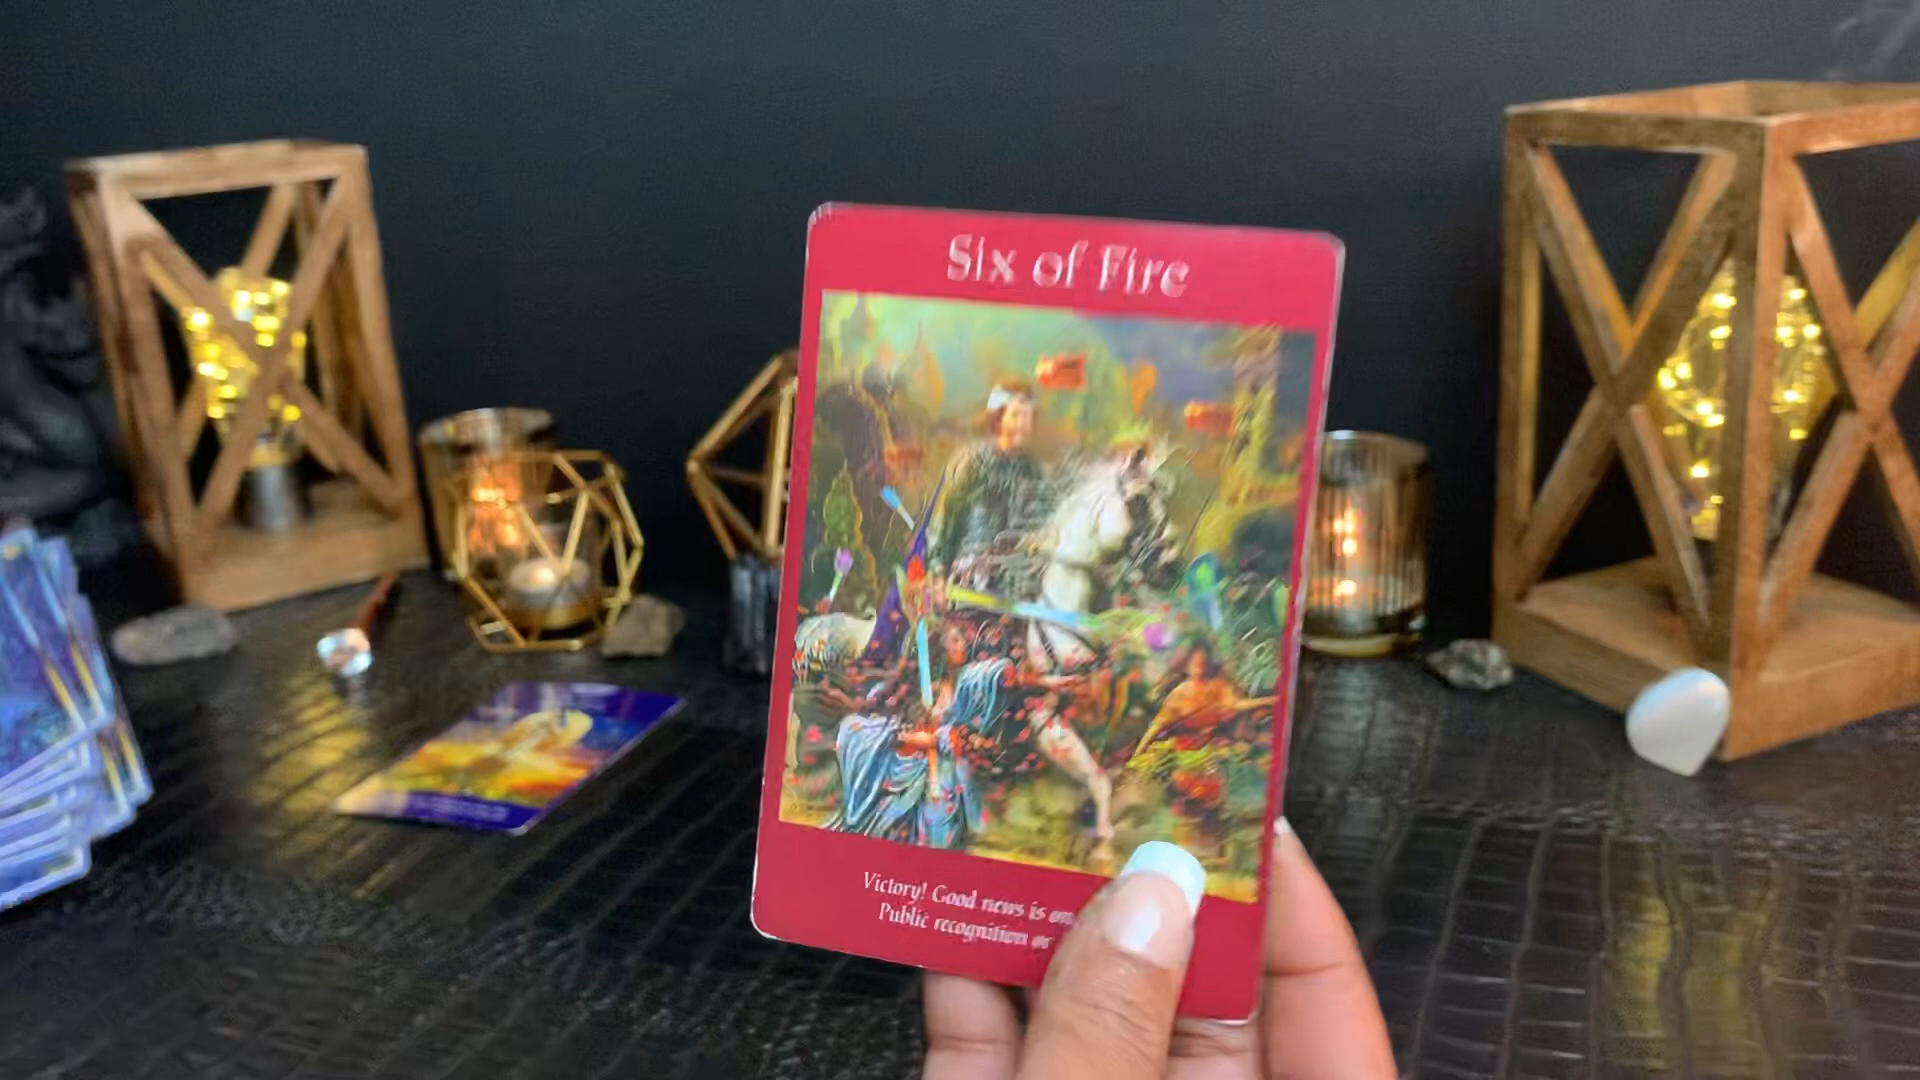 Six of Fire
Victory! Good news is on
Public recognition or